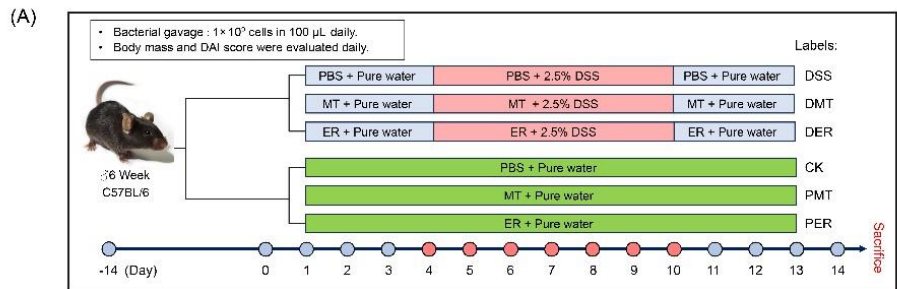 (A)
• Bacterial gavage : 1×10⁵ cells in 100 μL daily.
• Body mass and DAI score were evaluated daily.
Labels:
PBS + Pure water PBS + 2.5% DSS PBS + Pure water DSS
MT + Pure water MT + 2.5% DSS MT + Pure water DMT
ER + Pure water ER + 2.5% DSS ER + Pure water DER
PBS + Pure water CK
MT + Pure water PMT
ER + Pure water PER
6 Week
C57BL/6
Sacrifice
-14 (Day) 0 1 2 3 4 5 6 7 8 9 10 11 12 13 14